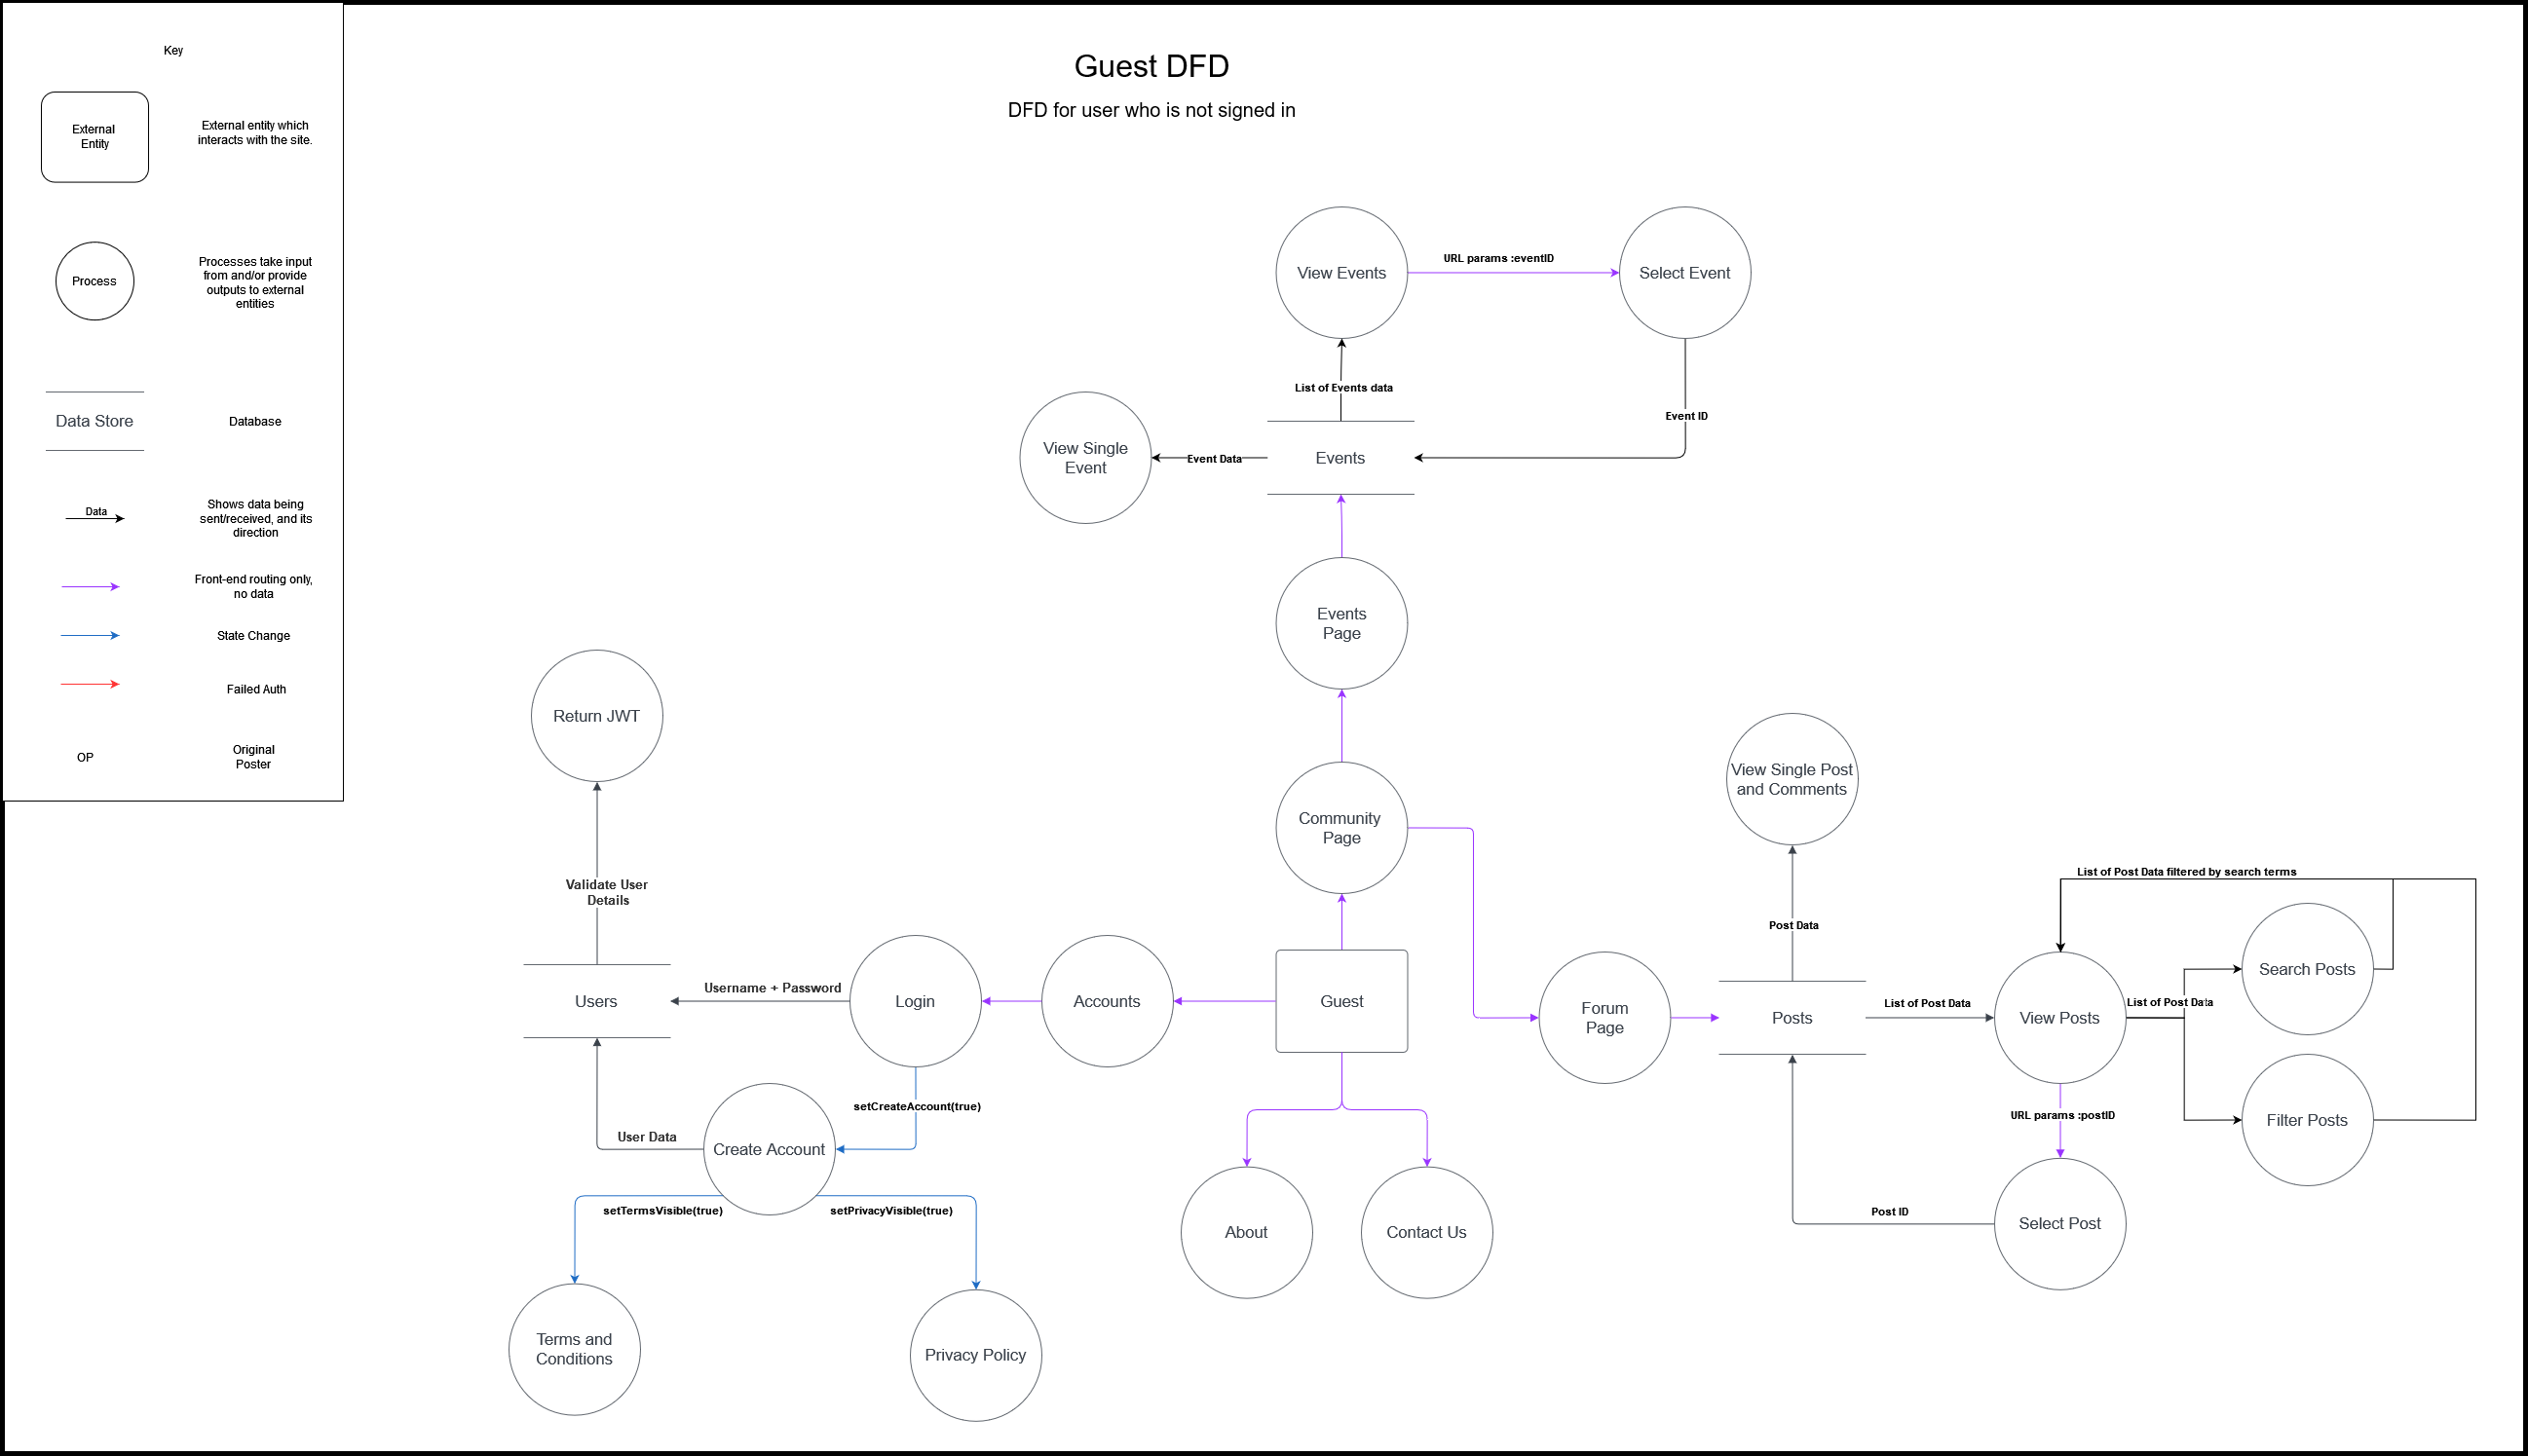 Key
External
Entity
External entity which
interacts with the site.
Process
Processes take input
from and/or provide
outputs to external
entities
Data Store
Database
Data
Shows data being
sent/received, and its
direction
Front-end routing only,
no data
State Change
Failed Auth
OP
Original
Poster
Guest DFD
DFD for user who is not signed in
View Events
URL params :eventID
Select Event
List of Events data
Event ID
View Single
Event
Event Data
Events
Events
Page
Return JWT
Community
Page
View Single Post
and Comments
Validate User
Details
Post Data
List of Post Data filtered by search terms
Users
Username + Password
Login
Accounts
Guest
Forum
Page
Posts
List of Post Data
View Posts
List of Post Data
Search Posts
Filter Posts
setCreateAccount(true)
URL params :postID
User Data
Create Account
setTermsVisible(true)
setPrivacyVisible(true)
Post ID
Select Post
About
Contact Us
Terms and
Conditions
Privacy Policy